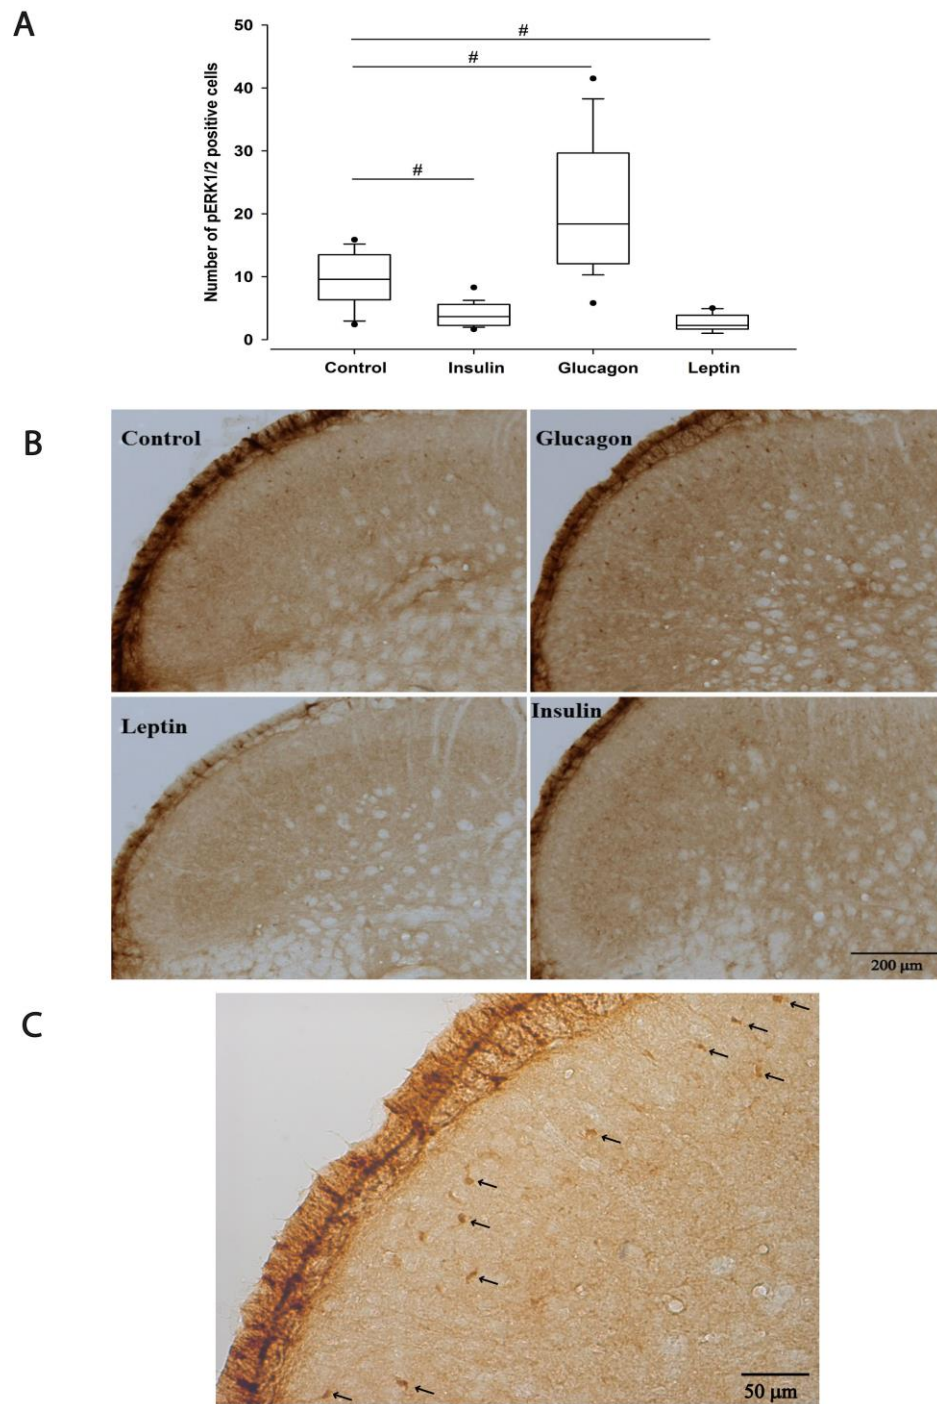 A
50
40
30
20
10
0
Number of pERK1/2 positive cells
#
#
#
Control Insulin Glucagon Leptin
B
Control
Glucagon
Leptin
Insulin
200 μm
C
50 μm